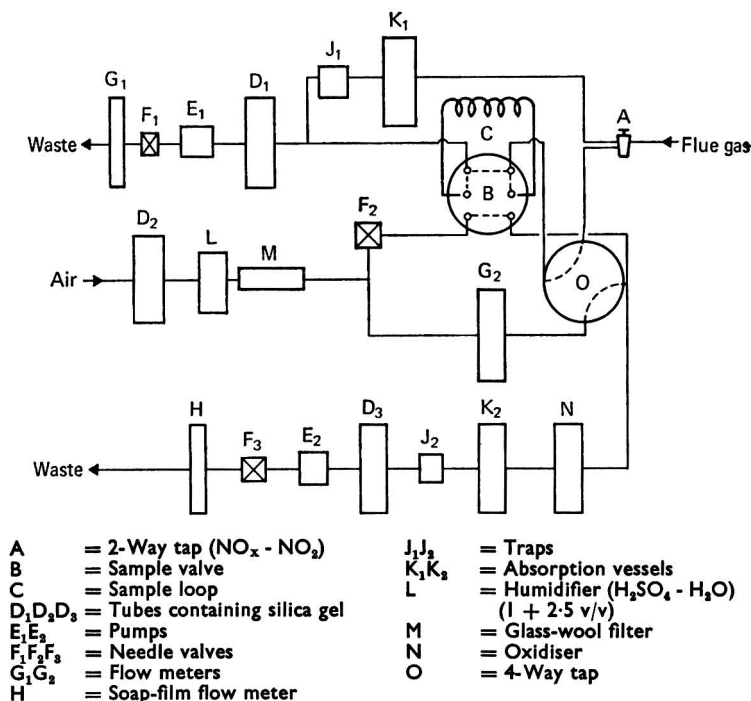 K₁
J₁
G₁
D₁
E₁
F₁
A
Waste
C
Flue gas
B
F₂
D₂
L
M
G₂
O
Air
H
D₃
K₂
N
F₃
E₂
J₂
Waste
A = 2-Way tap (NOₓ - NO₂)
B = Sample valve
C = Sample loop
D₁D₂D₃ = Tubes containing silica gel
E₁E₂ = Pumps
F₁F₂F₃ = Needle valves
G₁G₂ = Flow meters
H = Soap-film flow meter
J₁J₂ = Traps
K₁K₂ = Absorption vessels
L = Humidifier (H₂SO₄ - H₂O)
(1 + 2·5 v/v)
M = Glass-wool filter
N = Oxidiser
O = 4-Way tap